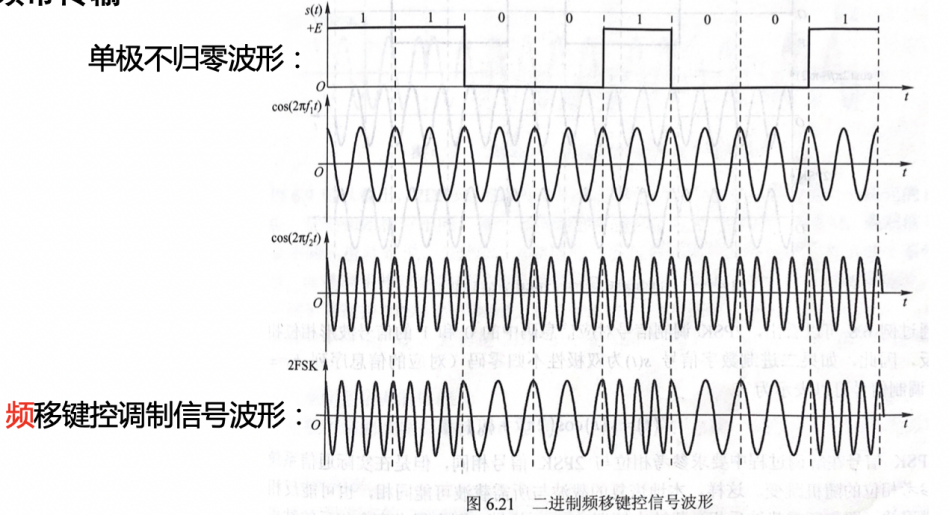 s(t)
1 1 0 0 1 0 0 1
+E
单极不归零波形：
O t
cos(2πf₁t)
O t
cos(2πf₂t)
O t
2FSK
频移键控调制信号波形：
O t
图 6.21 二进制频移键控信号波形